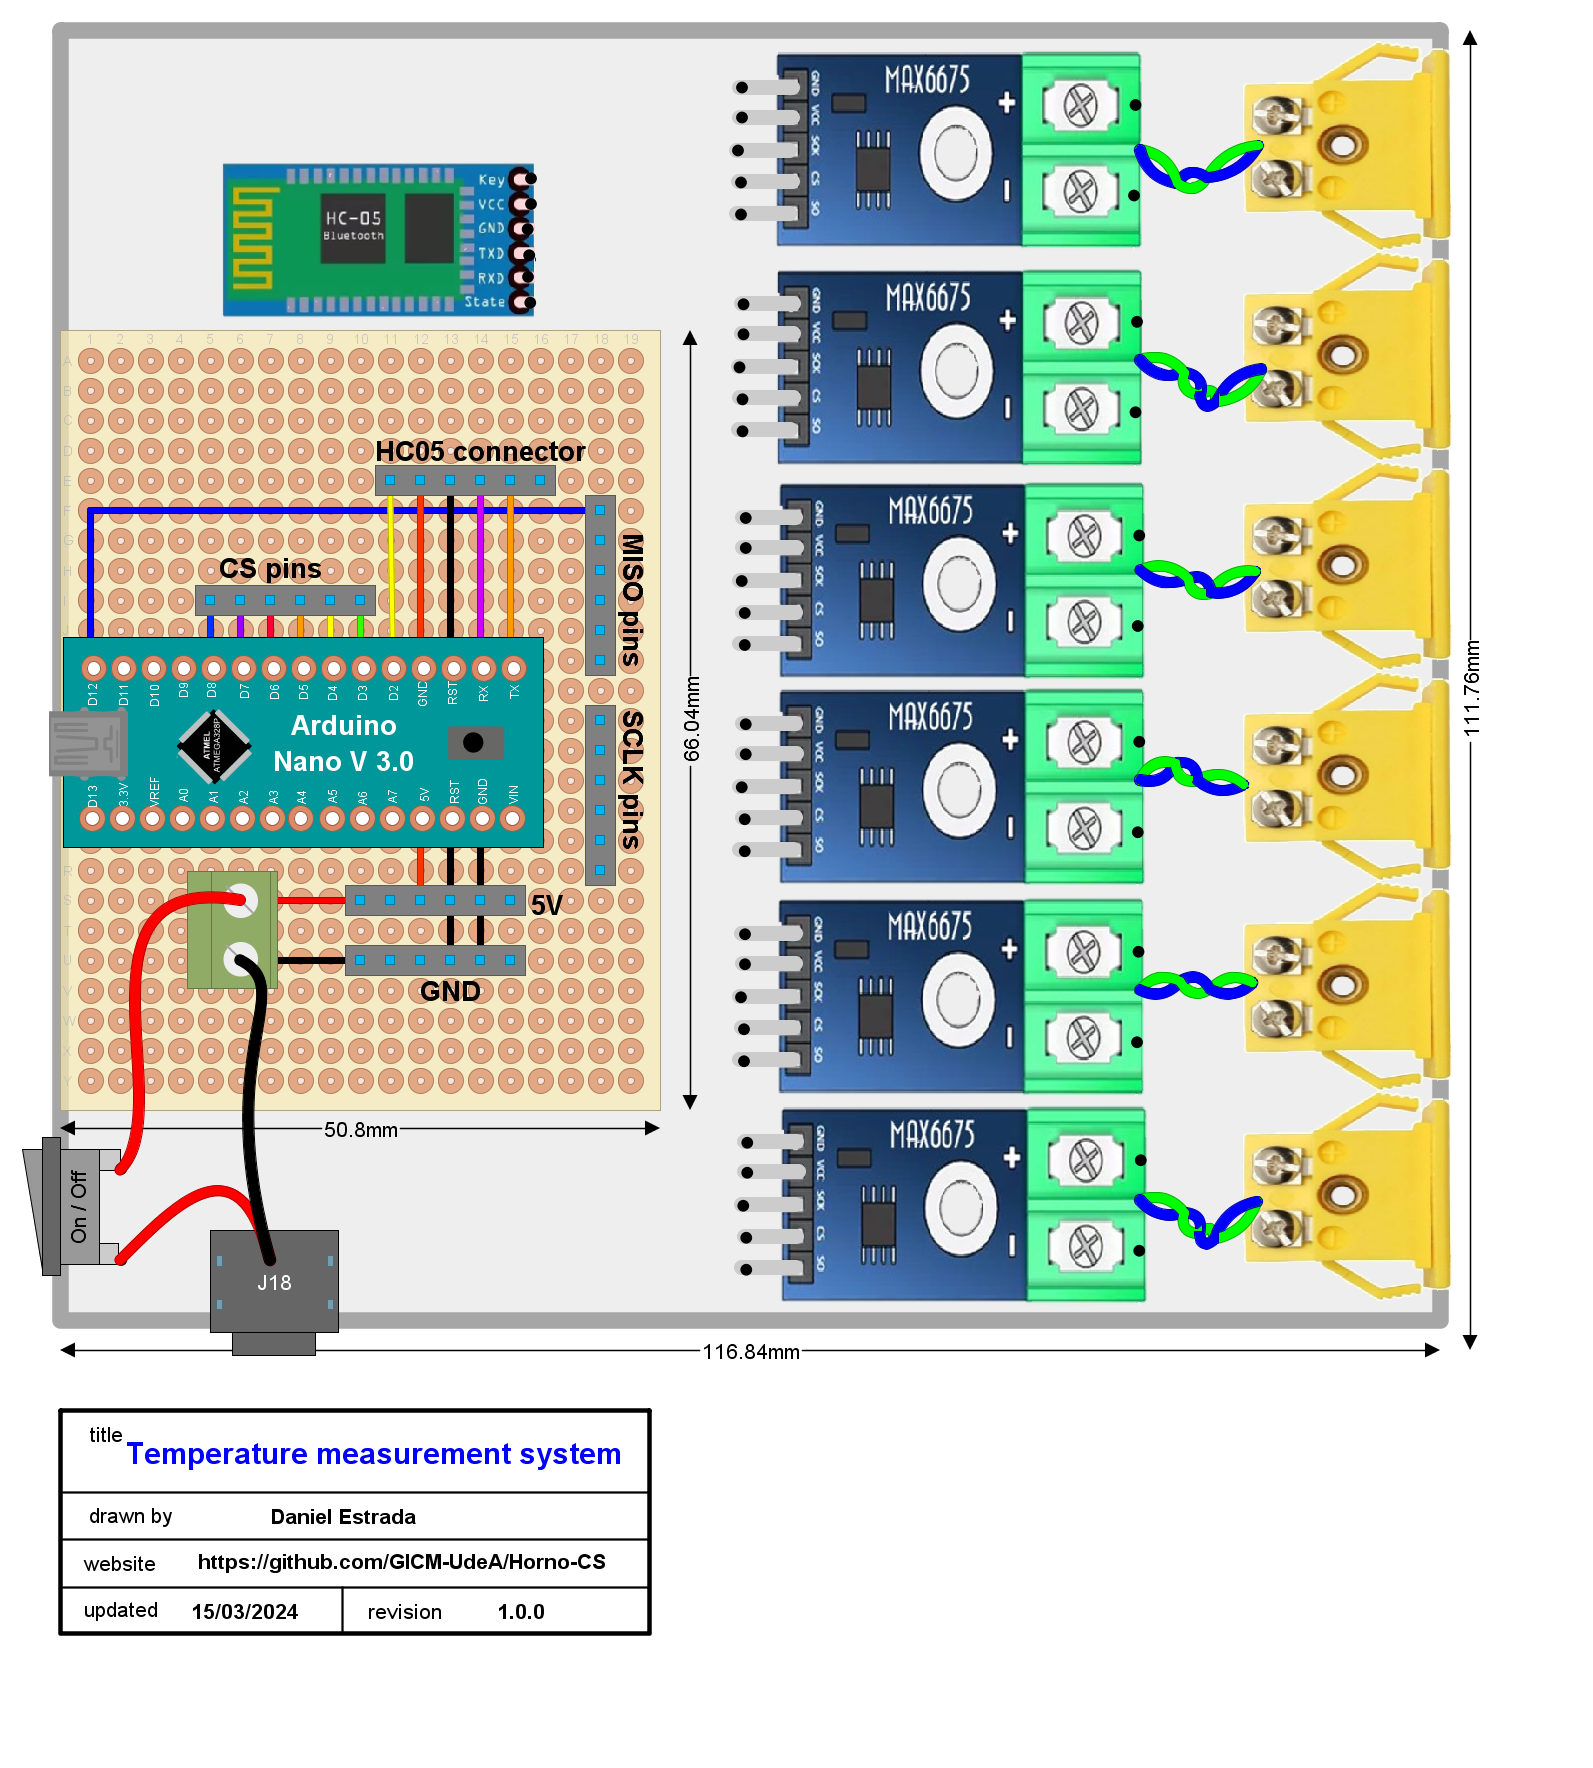 MAX6675
GND
VCC
SCK
CS
SO
Key
VCC
GND
TXD
RXD
State
HC-05
Bluetooth
MAX6675
GND
VCC
SCK
CS
SO
1 2 3 4 5 6 7 8 9 10 11 12 13 14 15 16 17 18 19
A
B
C
D
HC05 connector
E
F
G
H
I
MAX6675
GND
VCC
SCK
CS
SO
CS pins
MISO pins
D12 D11 D10 D9 D8 D7 D6 D5 D4 D3 D2 GND RST RX TX
Arduino
Nano V 3.0
ATMEL
ATMEGA328P
D13 3.3V VREF A0 A1 A2 A3 A4 A5 A6 A7 5V RST GND VIN
SCLK pins
66.04mm
111.76mm
MAX6675
GND
VCC
SCK
CS
SO
R
S
T
U
V
W
X
Y
5V
GND
MAX6675
GND
VCC
SCK
CS
SO
50.8mm
MAX6675
GND
VCC
SCK
CS
SO
On / Off
J18
116.84mm
title
Temperature measurement system
drawn by Daniel Estrada
website https://github.com/GICM-UdeA/Horno-CS
updated 15/03/2024 revision 1.0.0